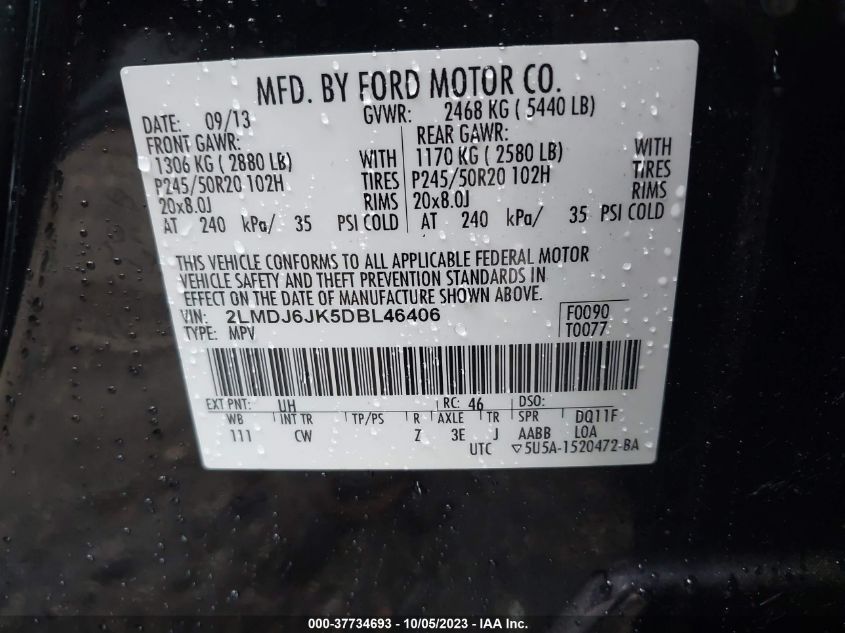 MFD. BY FORD MOTOR CO.
DATE: 09/13 GVWR: 2468 KG ( 5440 LB)
FRONT GAWR: REAR GAWR:
1306 KG ( 2880 LB) WITH 1170 KG ( 2580 LB) WITH
P245/50R20 102H TIRES P245/50R20 102H TIRES
20x8.0J RIMS 20x8.0J RIMS
AT 240 kPa/ 35 PSI COLD AT 240 kPa/ 35 PSI COLD
THIS VEHICLE CONFORMS TO ALL APPLICABLE FEDERAL MOTOR
VEHICLE SAFETY AND THEFT PREVENTION STANDARDS IN
EFFECT ON THE DATE OF MANUFACTURE SHOWN ABOVE.
VIN: 2LMDJ6JK5DBL46406 F0090
TYPE: MPV T0077
EXT PNT: UH RC: 46 DSO:
WB INT TR TP/PS R AXLE TR SPR DQ11F
111 CW Z 3E J AABB LOA
UTC ▽5U5A-1520472-BA
000-37734693 - 10/05/2023 - IAA Inc.